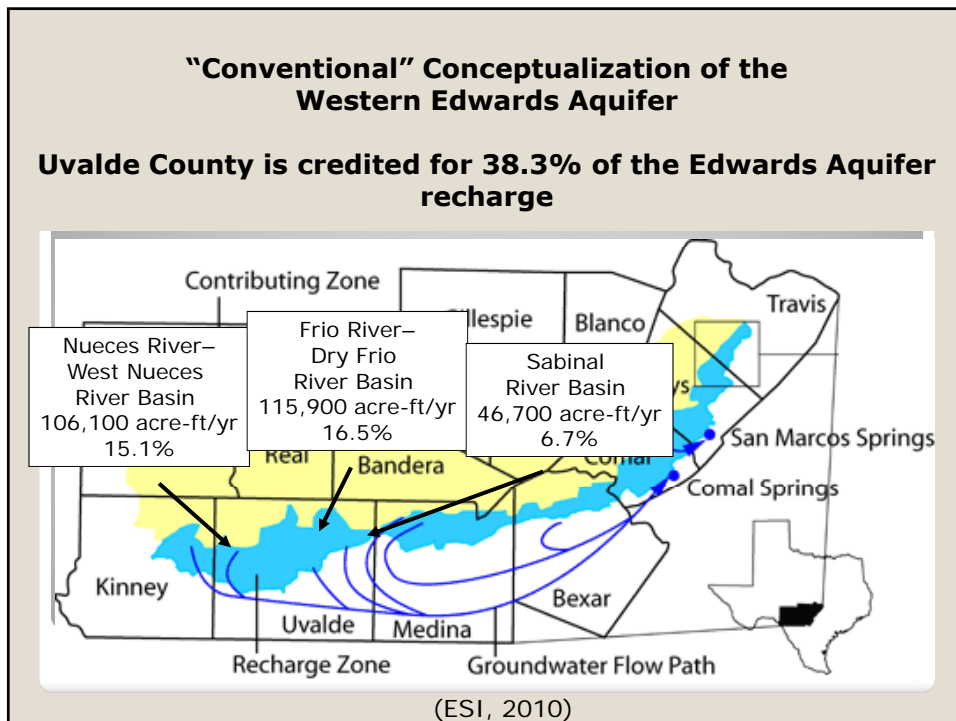 “Conventional” Conceptualization of the
Western Edwards Aquifer
Uvalde County is credited for 38.3% of the Edwards Aquifer
recharge
Contributing Zone
Travis
Blanco
Nueces River–
West Nueces
River Basin
106,100 acre-ft/yr
15.1%
Frio River–
Dry Frio
River Basin
115,900 acre-ft/yr
16.5%
Sabinal
River Basin
46,700 acre-ft/yr
6.7%
San Marcos Springs
Real
Bandera
Comal Springs
Kinney
Uvalde
Medina
Bexar
Recharge Zone
Groundwater Flow Path
(ESI, 2010)